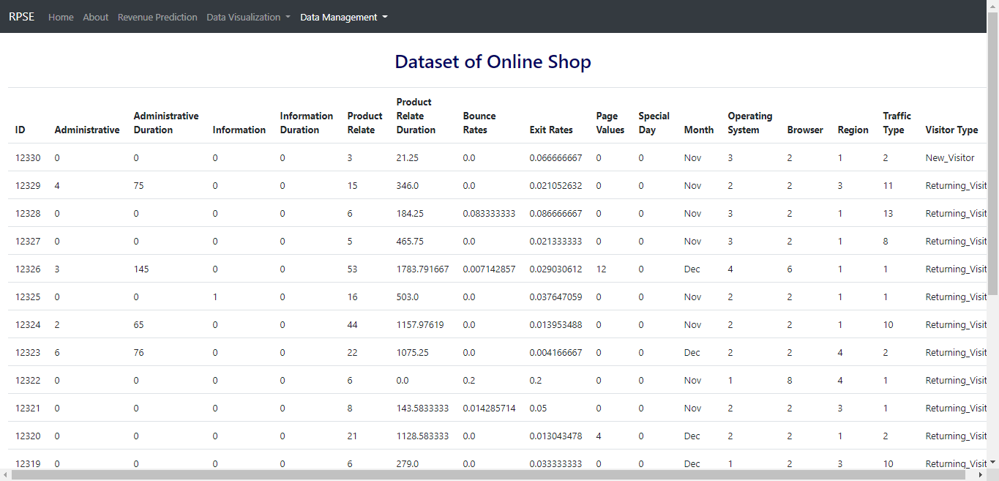 RPSE Home About Revenue Prediction Data Visualization Data Management
Dataset of Online Shop
ID Administrative Administrative Duration Information Information Duration Product Relate Product Relate Duration Bounce Rates Exit Rates Page Values Special Day Month Operating System Browser Region Traffic Type Visitor Type
12330 0 0 0 0 3 21.25 0.0 0.066666667 0 0 Nov 3 2 1 2 New_Visitor
12329 4 75 0 0 15 346.0 0.0 0.021052632 0 0 Nov 2 2 3 11 Returning_Visit
12328 0 0 0 0 6 184.25 0.083333333 0.086666667 0 0 Nov 3 2 1 13 Returning_Visit
12327 0 0 0 0 5 465.75 0.0 0.021333333 0 0 Nov 3 2 1 8 Returning_Visit
12326 3 145 0 0 53 1783.791667 0.007142857 0.029030612 12 0 Dec 4 6 1 1 Returning_Visit
12325 0 0 1 0 16 503.0 0.0 0.037647059 0 0 Nov 2 2 1 1 Returning_Visit
12324 2 65 0 0 44 1157.97619 0.0 0.013953488 0 0 Nov 2 2 1 10 Returning_Visit
12323 6 76 0 0 22 1075.25 0.0 0.004166667 0 0 Dec 2 2 4 2 Returning_Visit
12322 0 0 0 0 6 0.0 0.2 0.2 0 0 Nov 1 8 4 1 Returning_Visit
12321 0 0 0 0 8 143.5833333 0.014285714 0.05 0 0 Nov 2 2 3 1 Returning_Visit
12320 0 0 0 0 21 1128.583333 0.0 0.013043478 4 0 Dec 2 2 1 2 Returning_Visit
12319 0 0 0 0 6 279.0 0.0 0.033333333 0 0 Dec 1 2 3 10 Returning_Visit